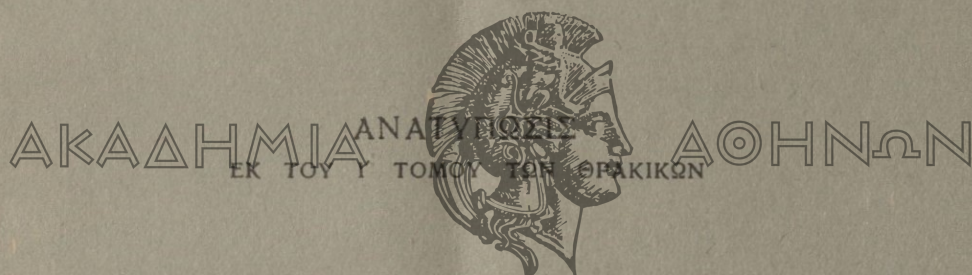 ΑΝΑΤΥΠΩΣΙΣ
ΑΚΑΔΗΜΙΑ ΑΘΗΝΩΝ
ΕΚ ΤΟΥ Υ ΤΟΜΟΥ ΤΩΝ ΘΡΑΚΙΚΩΝ